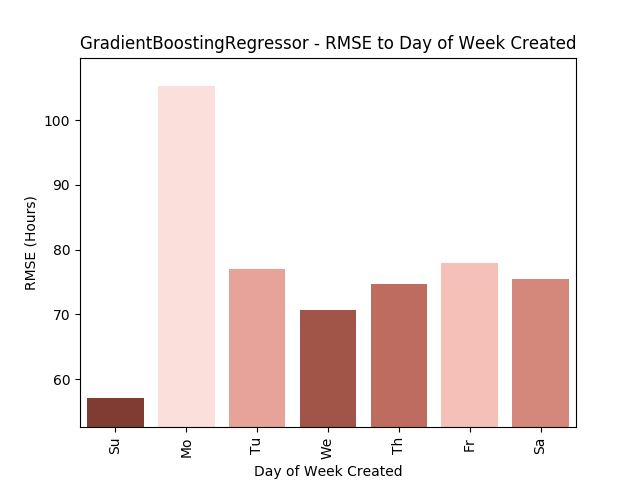 GradientBoostingRegressor - RMSE to Day of Week Created
100
90
80
70
60
RMSE (Hours)
Su Mo Tu We Th Fr Sa
Day of Week Created